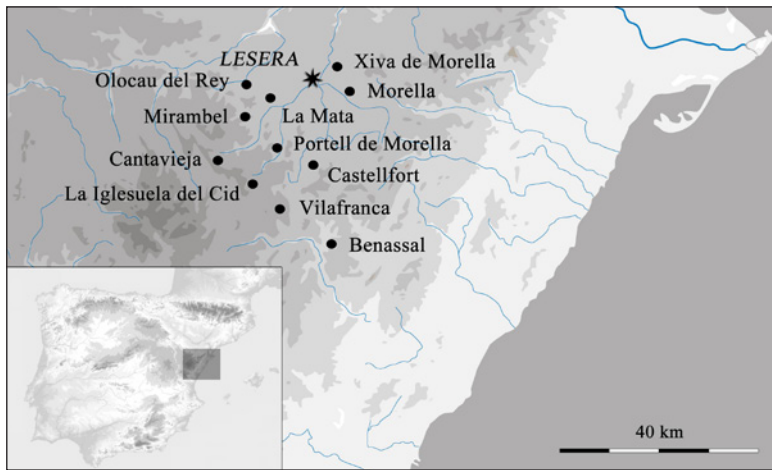 LESERA
Xiva de Morella
Olocau del Rey
Morella
Mirambel
La Mata
Portell de Morella
Cantavieja
Castellfort
La Iglesuela del Cid
Vilafranca
Benassal
40 km